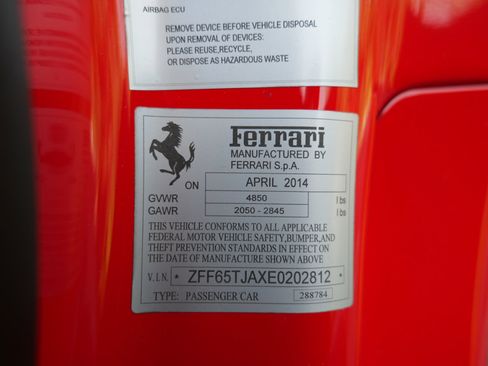 AIRBAG ECU
REMOVE DEVICE BEFORE VEHICLE DISPOSAL
UPON REMOVAL OF DEVICES:
PLEASE REUSE,RECYCLE,
OR DISPOSE AS HAZARDOUS WASTE
Ferrari
MANUFACTURED BY
FERRARI S.p.A.
ON APRIL 2014
GVWR 4850 lbs
GAWR 2050 - 2845 lbs
THIS VEHICLE CONFORMS TO ALL APPLICABLE
FEDERAL MOTOR VEHICLE SAFETY,BUMPER,AND
THEFT PREVENTION STANDARDS IN EFFECT ON
THE DATE OF MANUFACTURE SHOWN ABOVE
V.I.N. * ZFF65TJAXE0202812 *
TYPE: PASSENGER CAR 288784